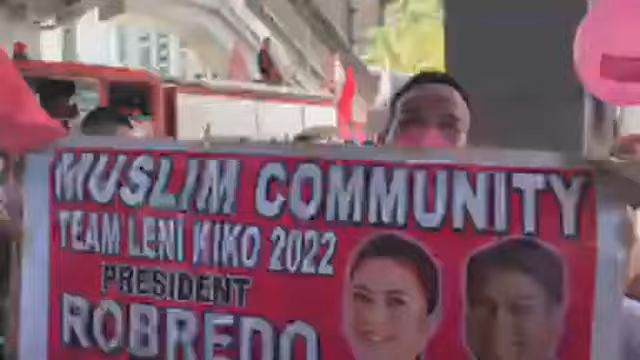 MUSLIM COMMUNITY
TEAM LENI KIKO 2022
PRESIDENT
ROBREDO